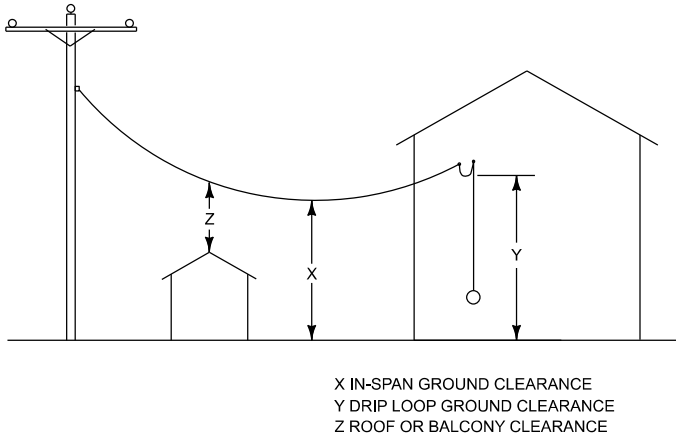 Z
X
Y
X IN-SPAN GROUND CLEARANCE
Y DRIP LOOP GROUND CLEARANCE
Z ROOF OR BALCONY CLEARANCE